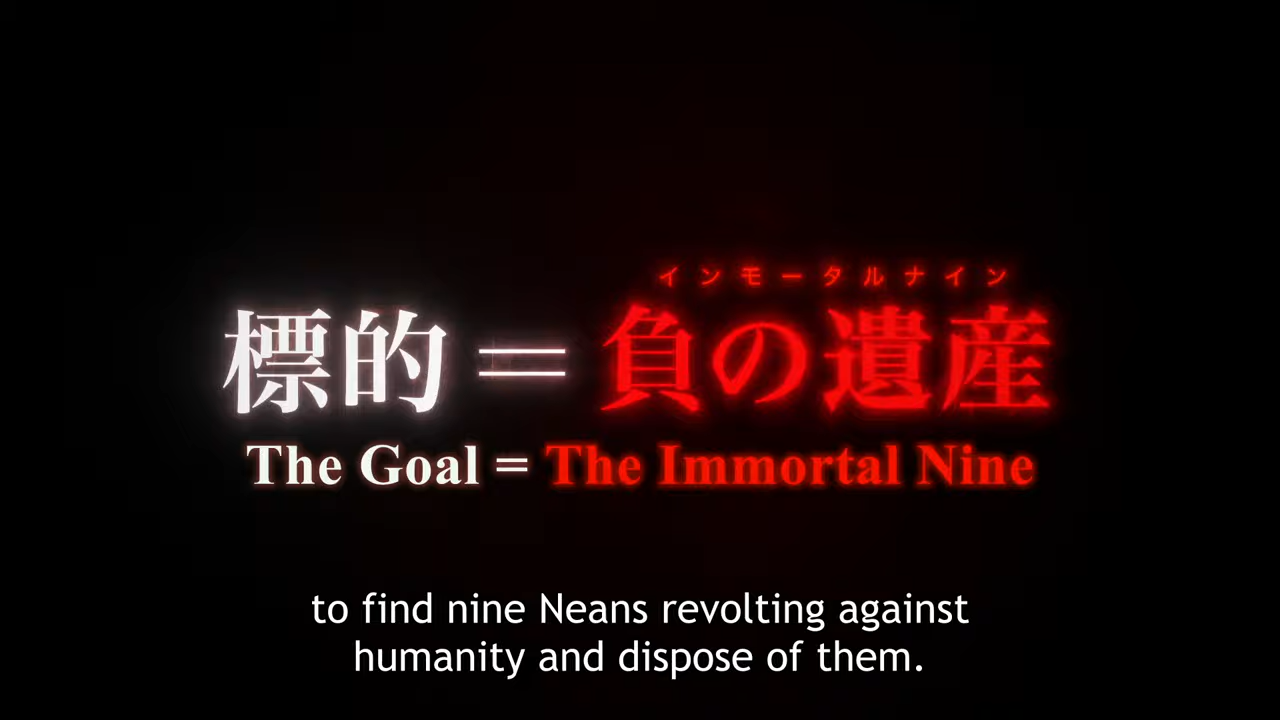 インモータルナイン
標的＝負の遺産
The Goal = The Immortal Nine
to find nine Neans revolting against
humanity and dispose of them.